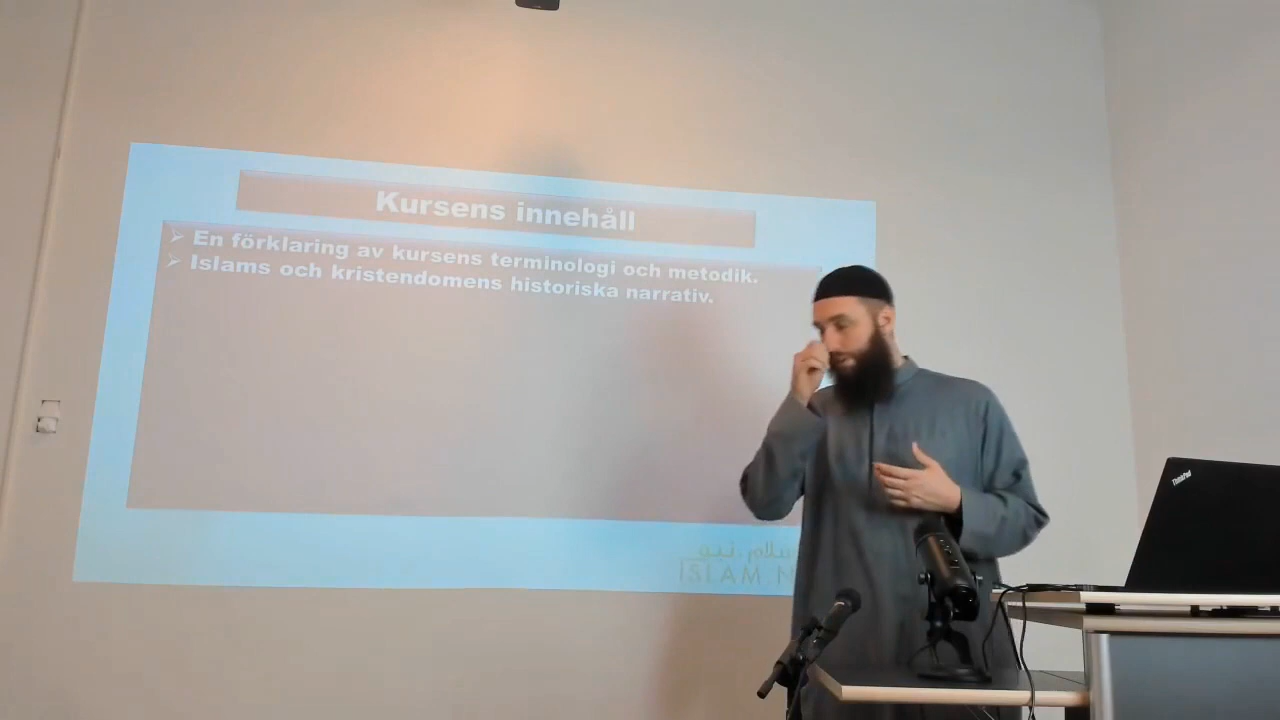 Kursens innehåll
➢ En förklaring av kursens terminologi och metodik.
➢ Islams och kristendomens historiska narrativ.
ISLAM
ThinkPad